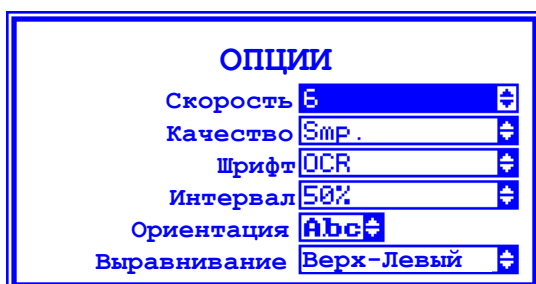 ОПЦИИ
Скорость 6
Качество Smp.
Шрифт OCR
Интервал 50%
Ориентация Abc
Выравнивание Верх-Левый